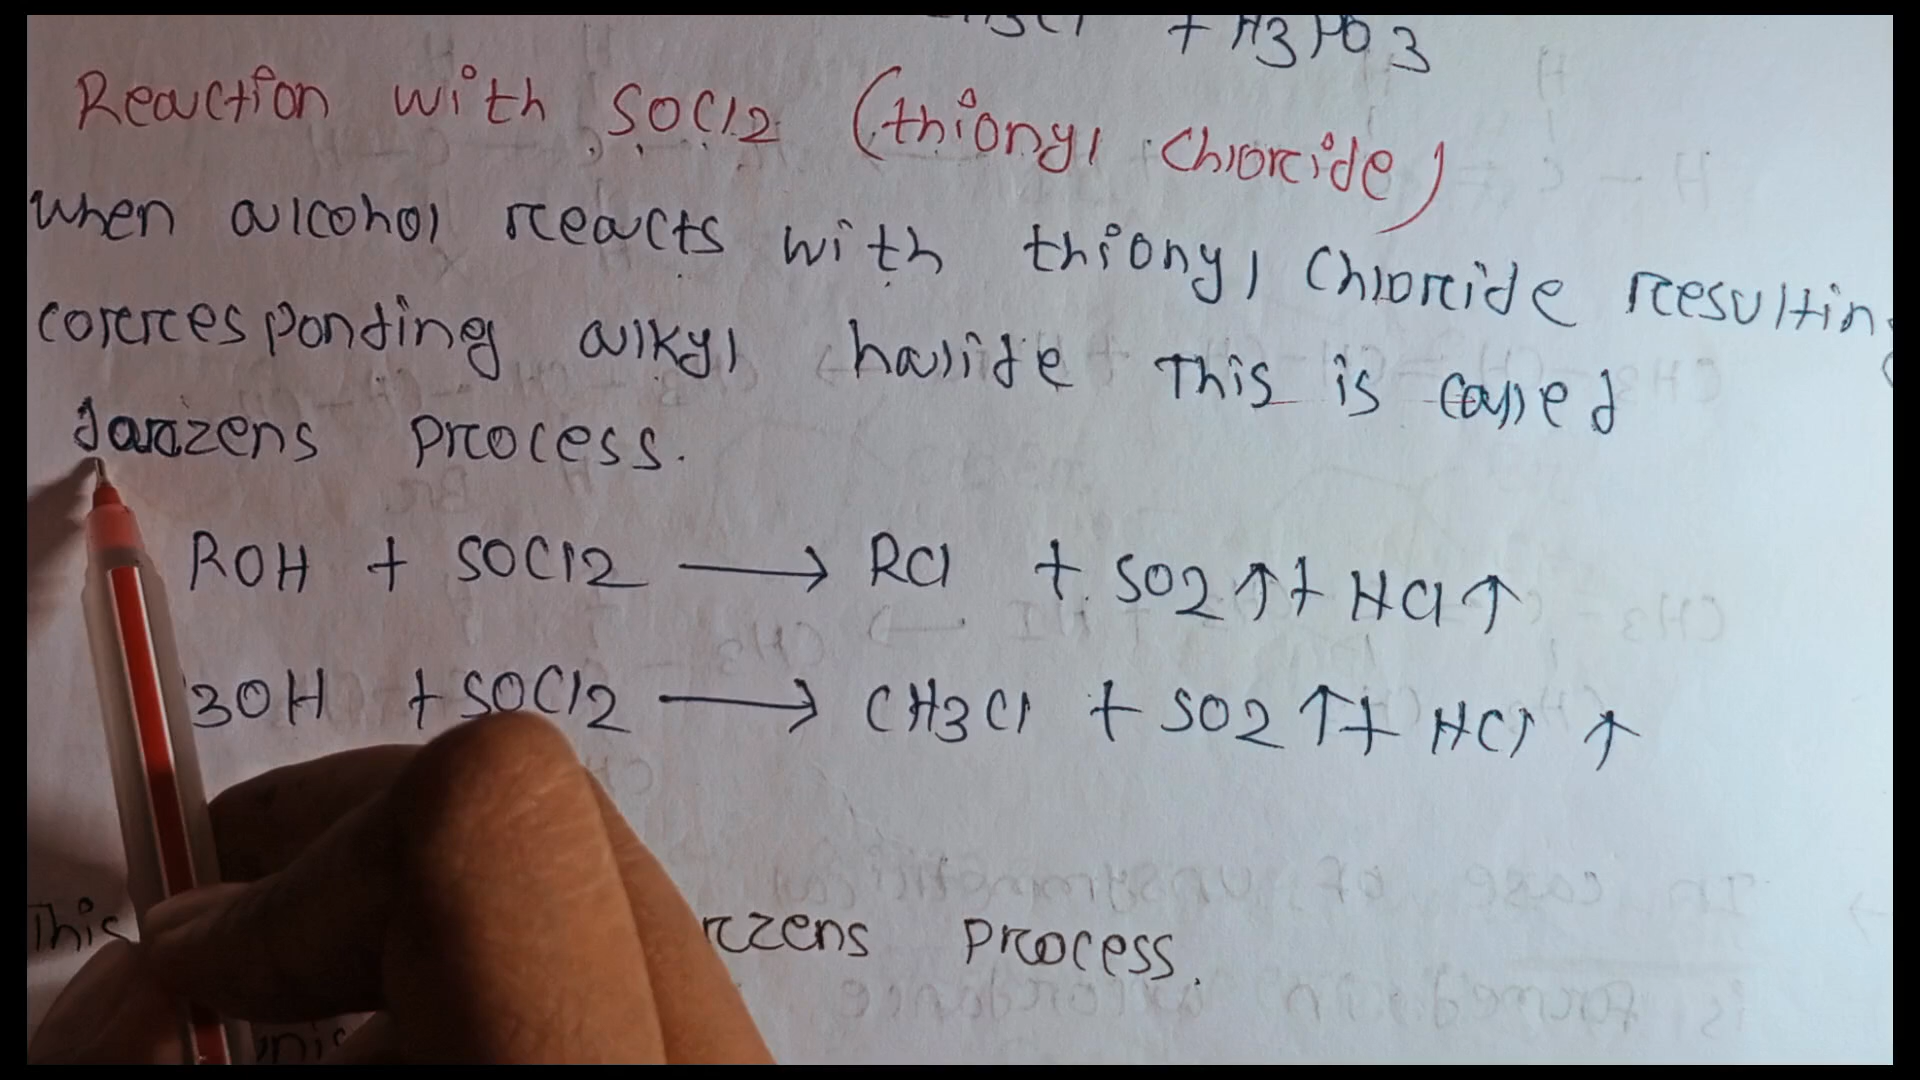 + H3PO3
Reaction with SOCl2 (thionyl chloride)
when alcohol reacts with thionyl chloride resulting
corresponding alkyl halide This is called
darzens process.
ROH + SOCl2 ⟶ RCl + SO2↑ + HCl↑
3OH + SOCl2 ⟶ CH3Cl + SO2↑ + HCl ↑
This rzens process.